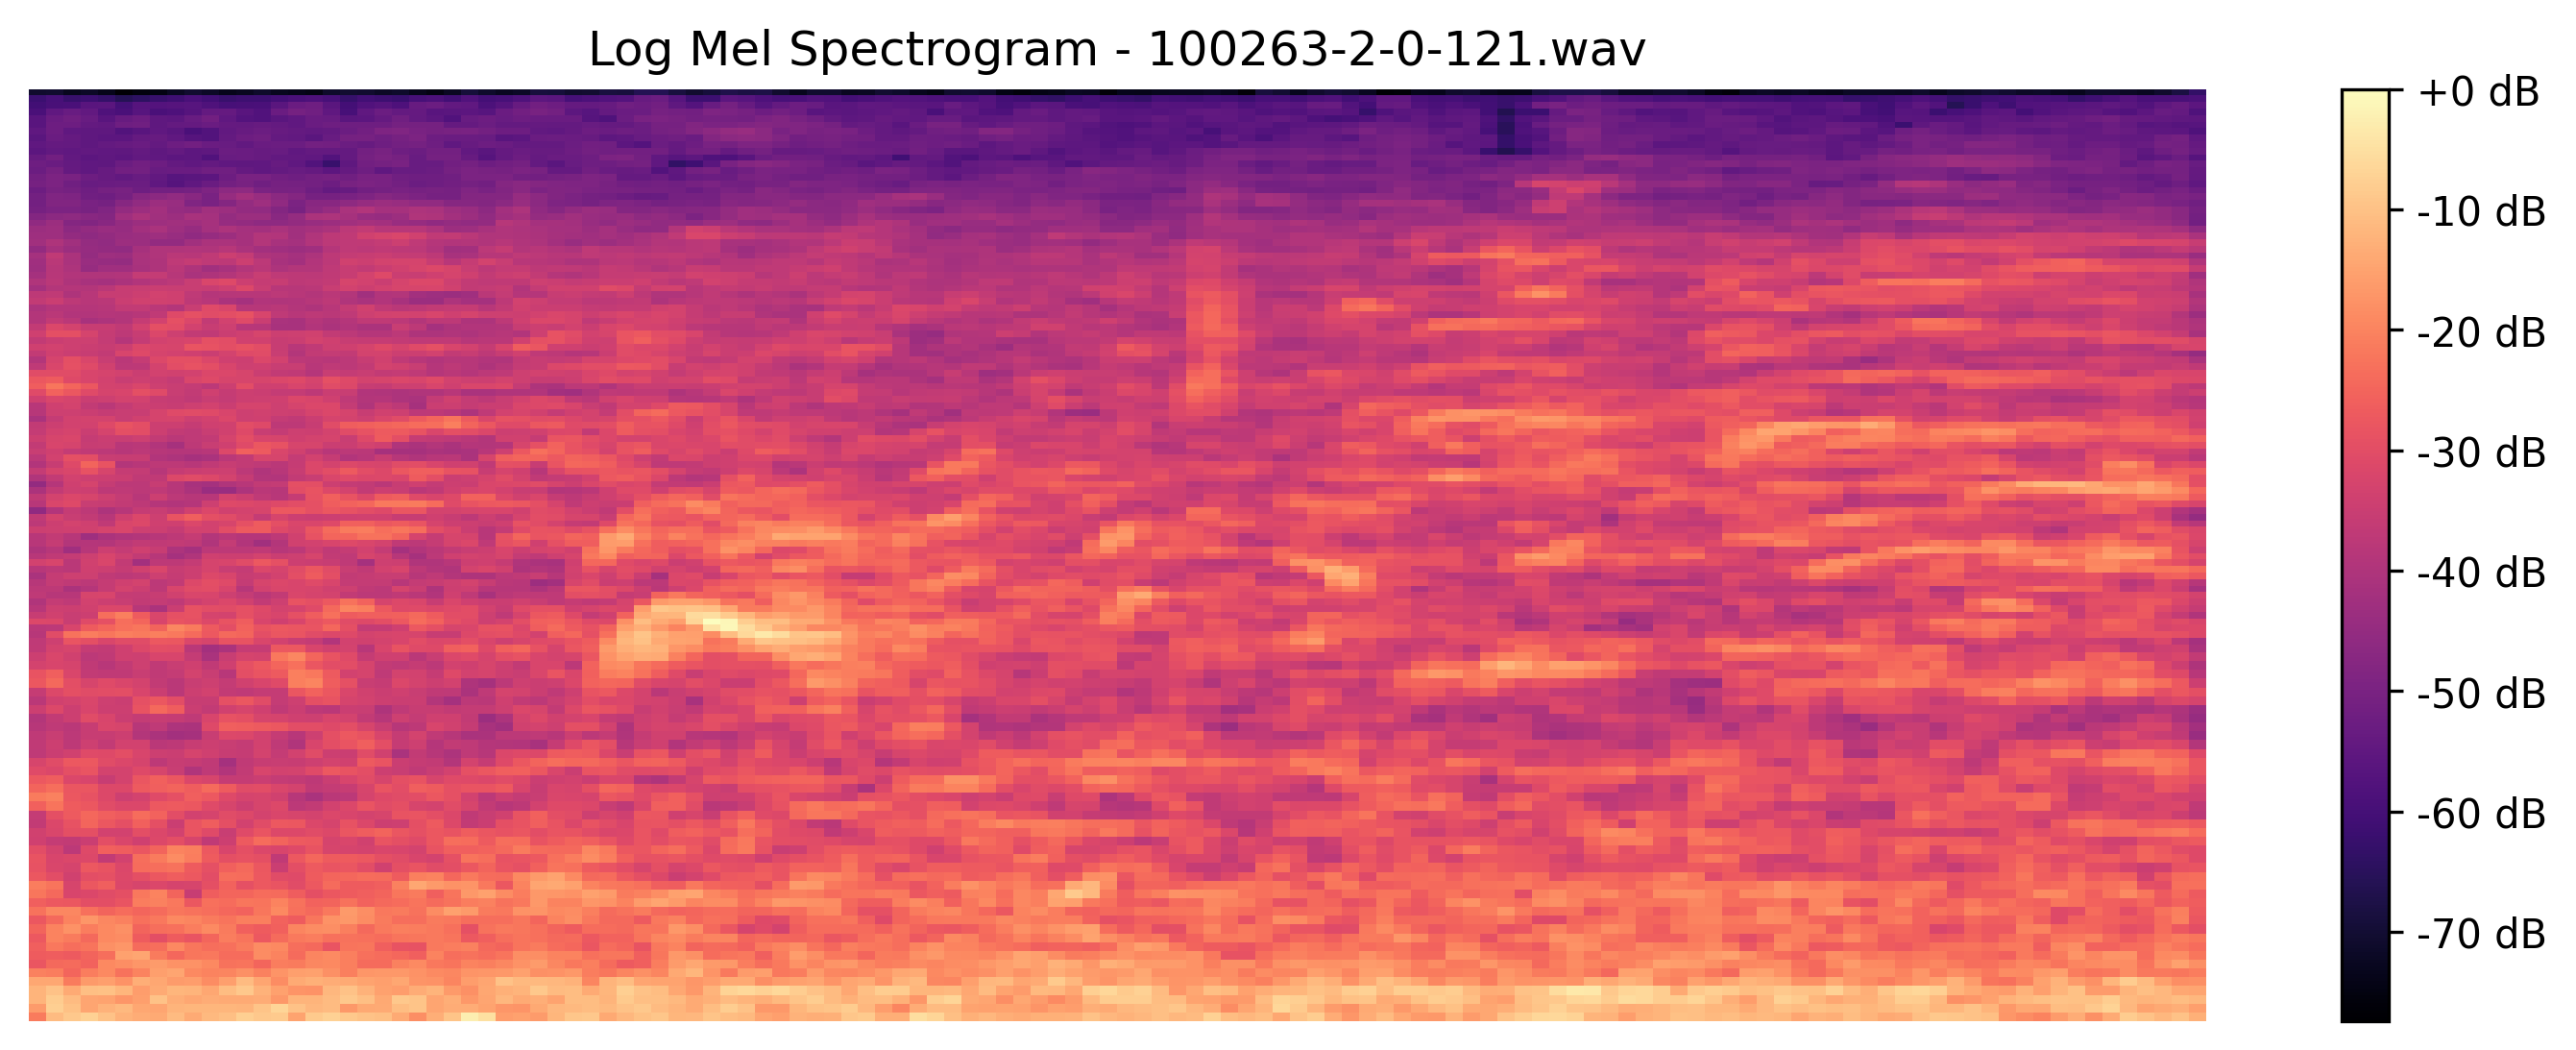 Log Mel Spectrogram - 100263-2-0-121.wav
+0 dB
-10 dB
-20 dB
-30 dB
-40 dB
-50 dB
-60 dB
-70 dB